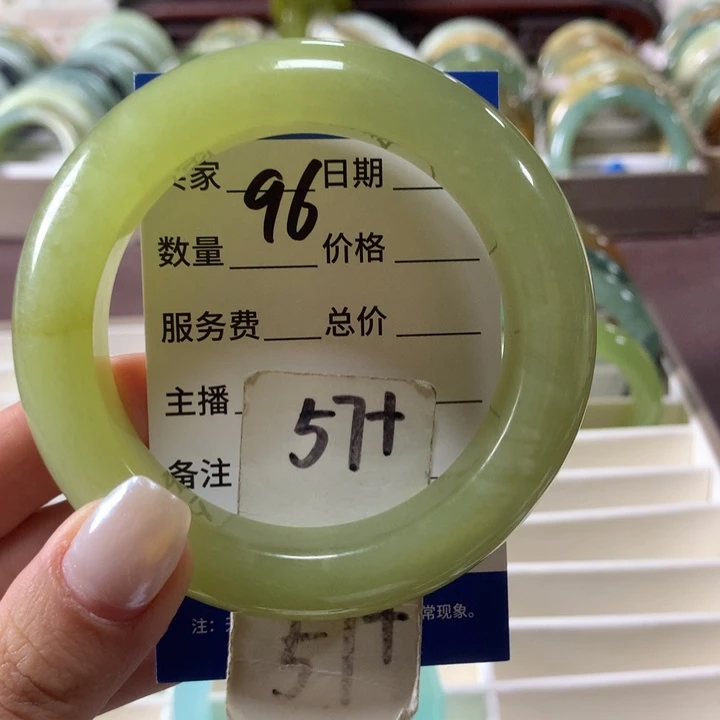 家 96 日期
数量 价格
服务费 总价
主播
57+
备注
注： 常现象。
57+